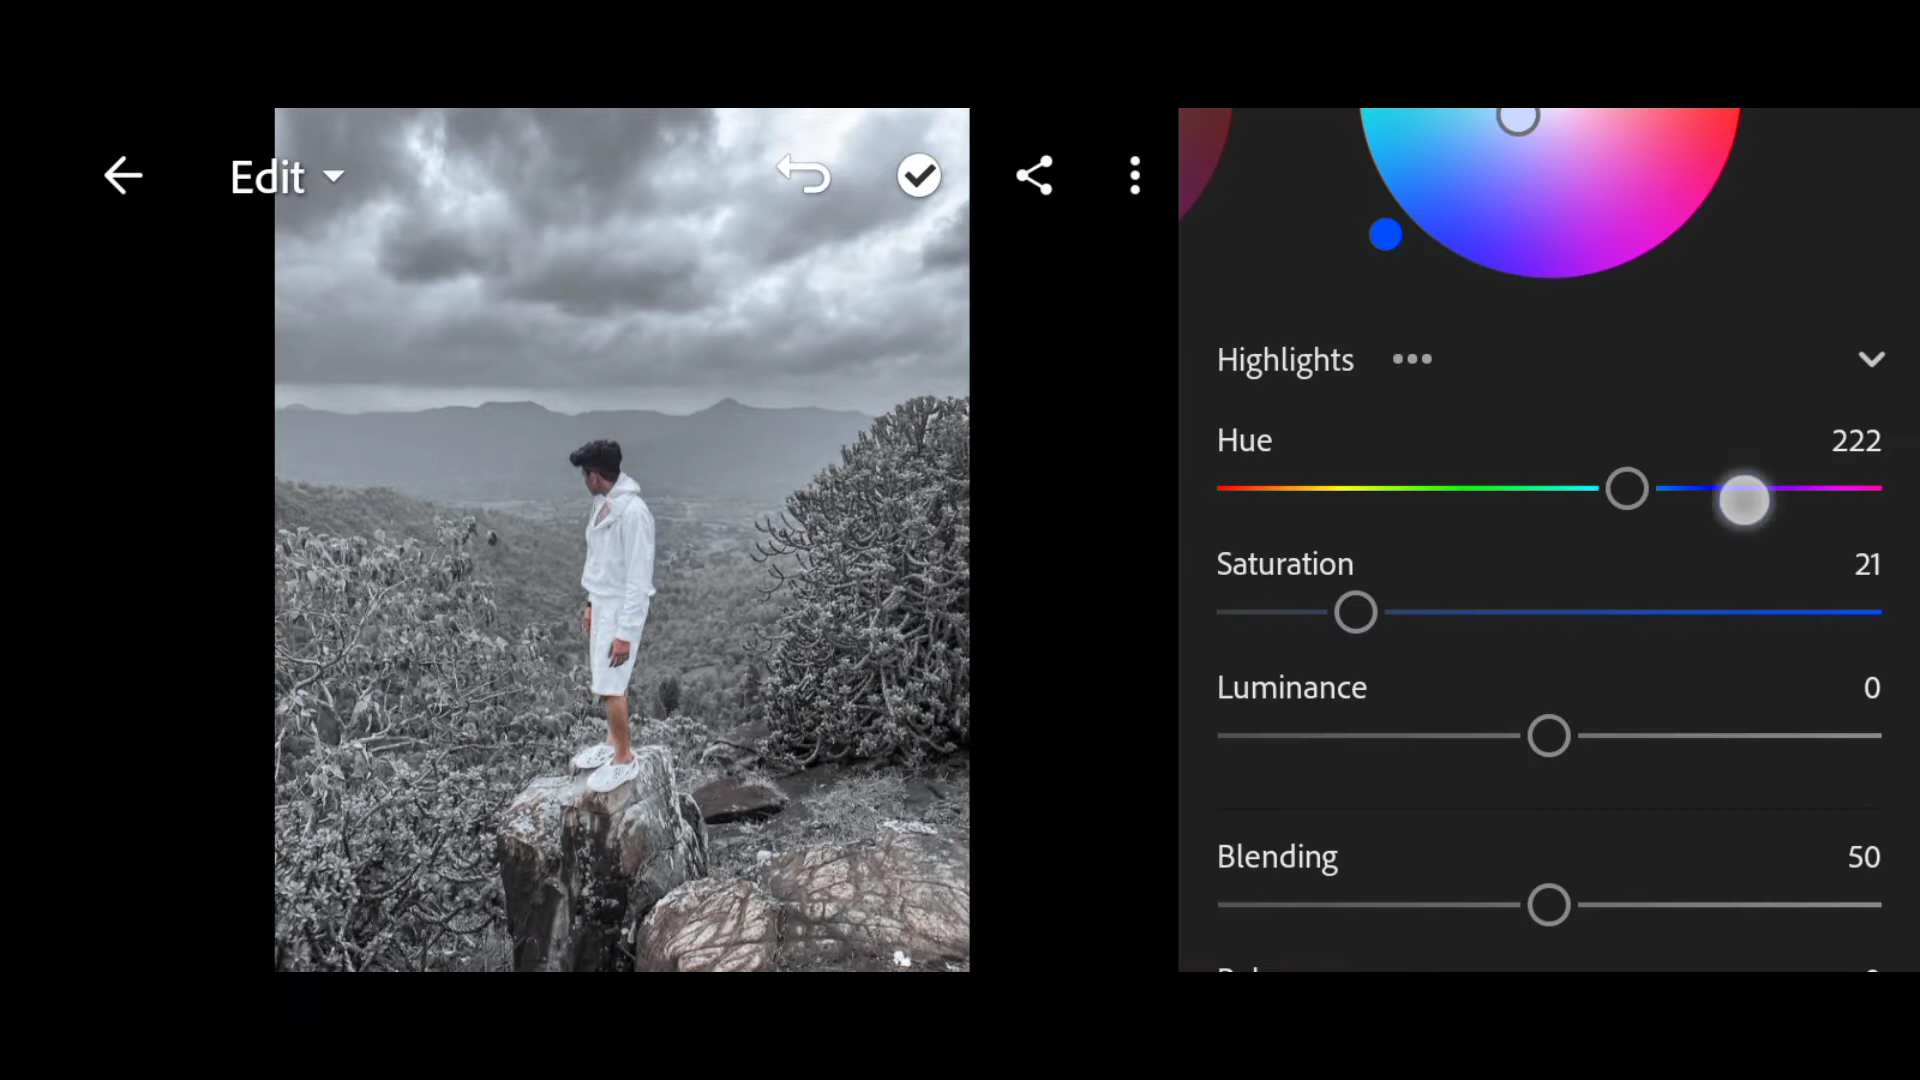 Edit
Highlights
Hue 222
Saturation 21
Luminance 0
Blending 50